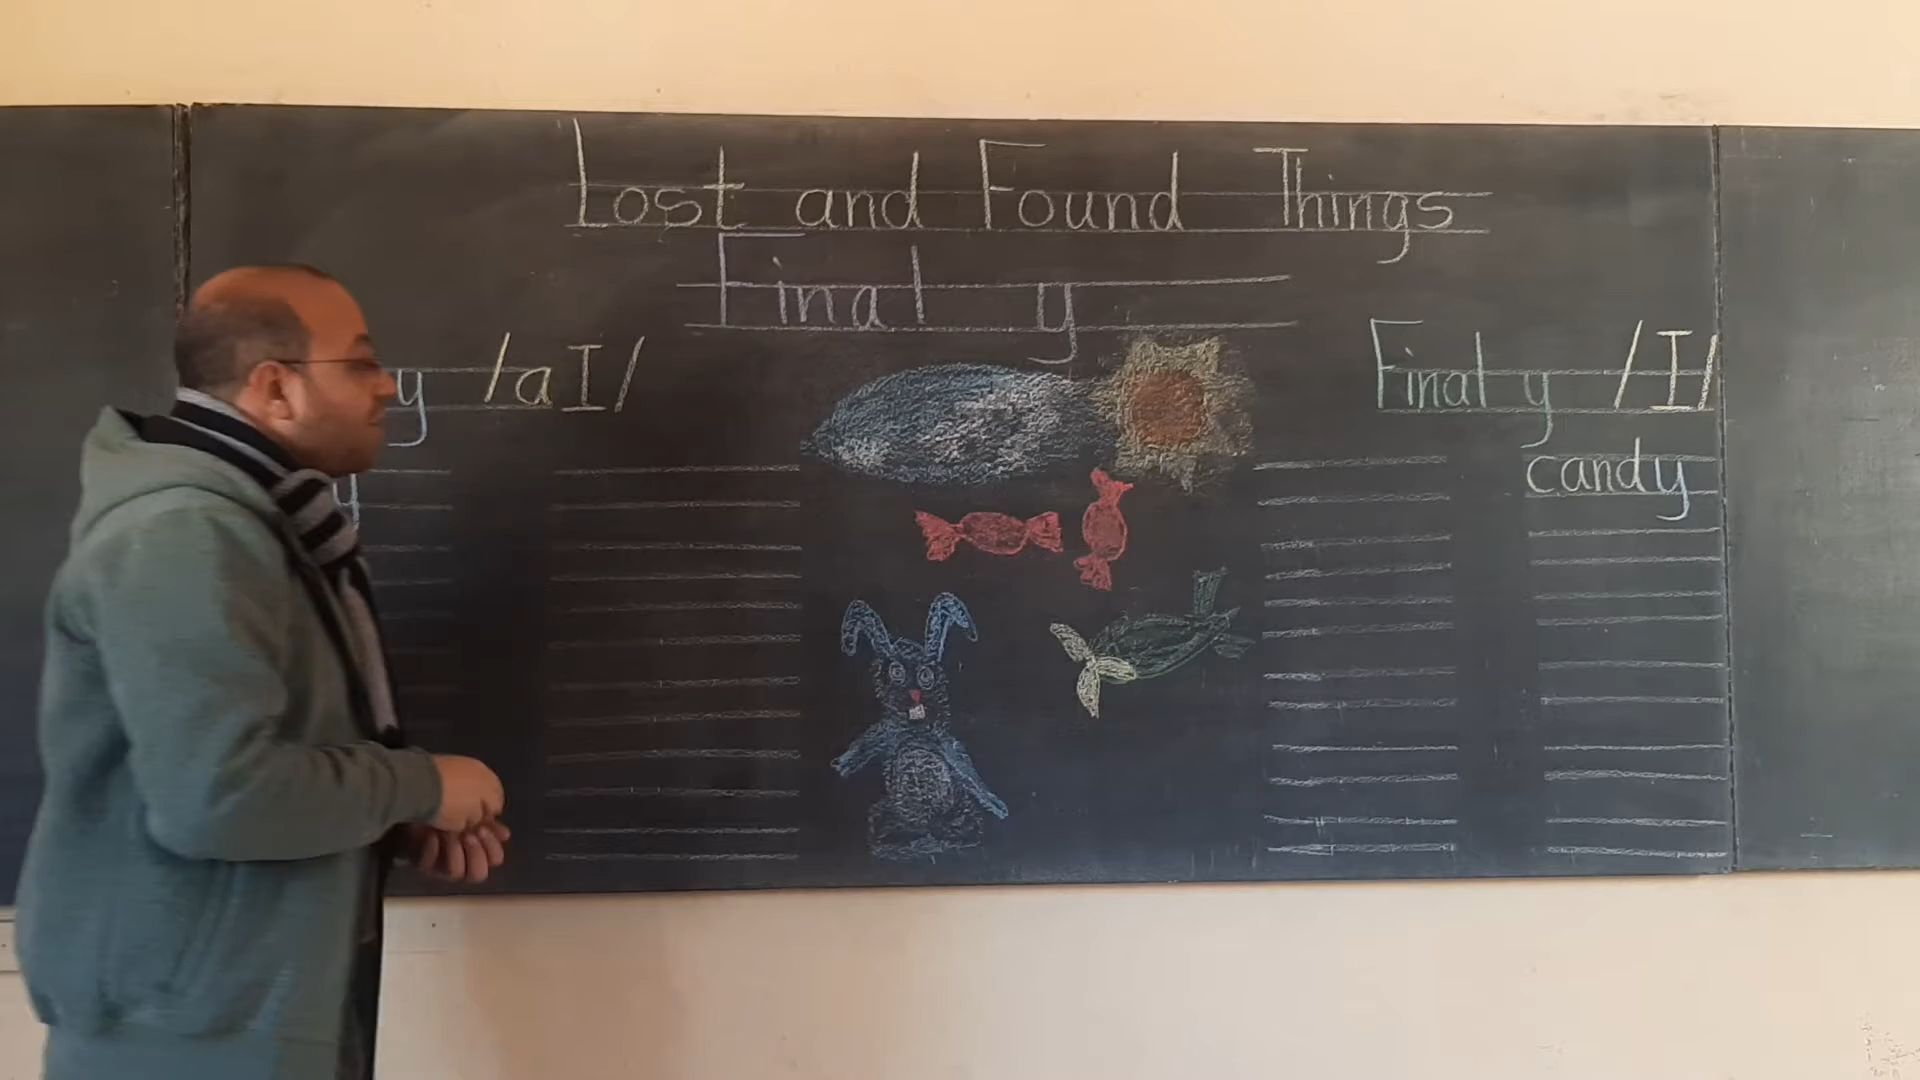 Lost and Found Things
Final y
y /aI/
Final y /I/
y
candy